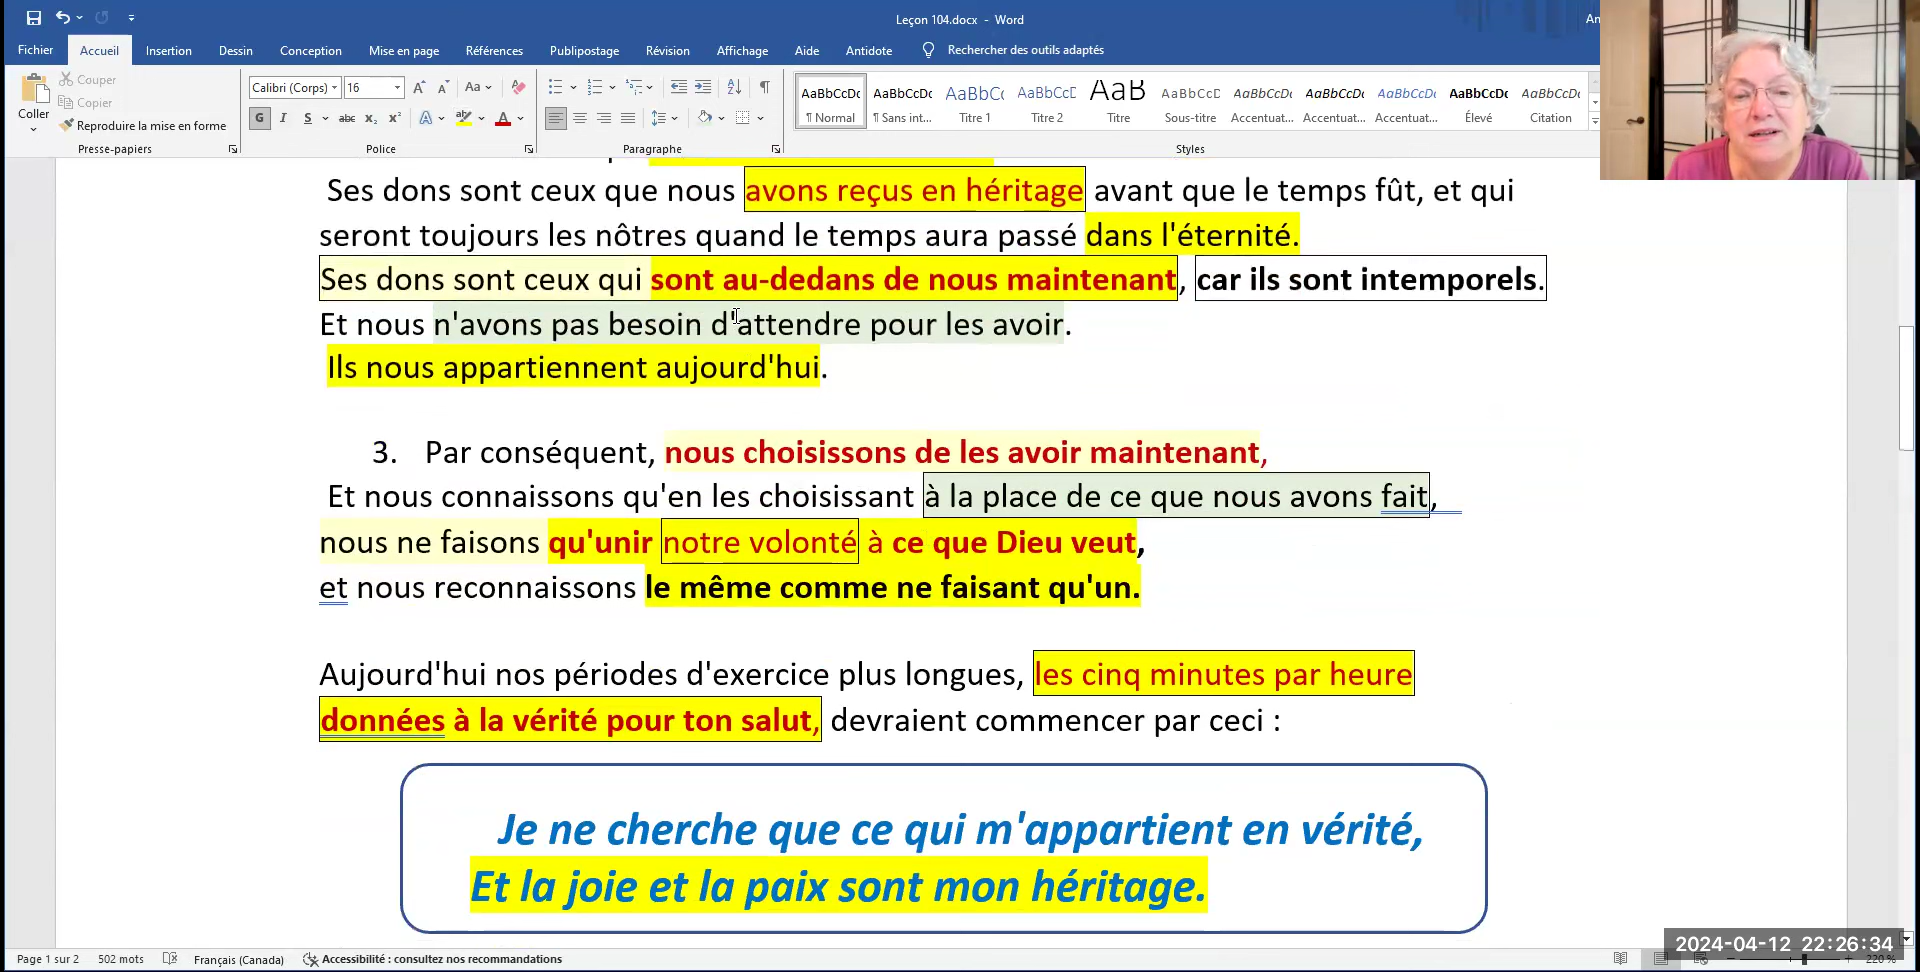 Leçon 104.docx - Word
An
Fichier Accueil Insertion Dessin Conception Mise en page Références Publipostage Révision Affichage Aide Antidote Rechercher des outils adaptés
Coller
Couper
Copier
Reproduire la mise en forme
Calibri (Corps) 16
AaBbCcDc AaBbCcDc AaBbCc AaBbCcD AaB AaBbCcD AaBbCcDc AaBbCcDc AaBbCcDc AaBbCcDc AaBbCcDc
¶ Normal ¶ Sans int... Titre 1 Titre 2 Titre Sous-titre Accentuat... Accentuat... Accentuat... Élevé Citation
Presse-papiers Police Paragraphe Styles
Ses dons sont ceux que nous avons reçus en héritage avant que le temps fût, et qui
seront toujours les nôtres quand le temps aura passé dans l'éternité.
Ses dons sont ceux qui sont au-dedans de nous maintenant, car ils sont intemporels.
Et nous n'avons pas besoin d'attendre pour les avoir.
Ils nous appartiennent aujourd'hui.
3. Par conséquent, nous choisissons de les avoir maintenant,
Et nous connaissons qu'en les choisissant à la place de ce que nous avons fait,
nous ne faisons qu'unir notre volonté à ce que Dieu veut,
et nous reconnaissons le même comme ne faisant qu'un.
Aujourd'hui nos périodes d'exercice plus longues, les cinq minutes par heure
données à la vérité pour ton salut, devraient commencer par ceci :
Je ne cherche que ce qui m'appartient en vérité,
Et la joie et la paix sont mon héritage.
2024-04-12 22:26:34
Page 1 sur 2 502 mots Français (Canada) Accessibilité : consultez nos recommandations 220 %